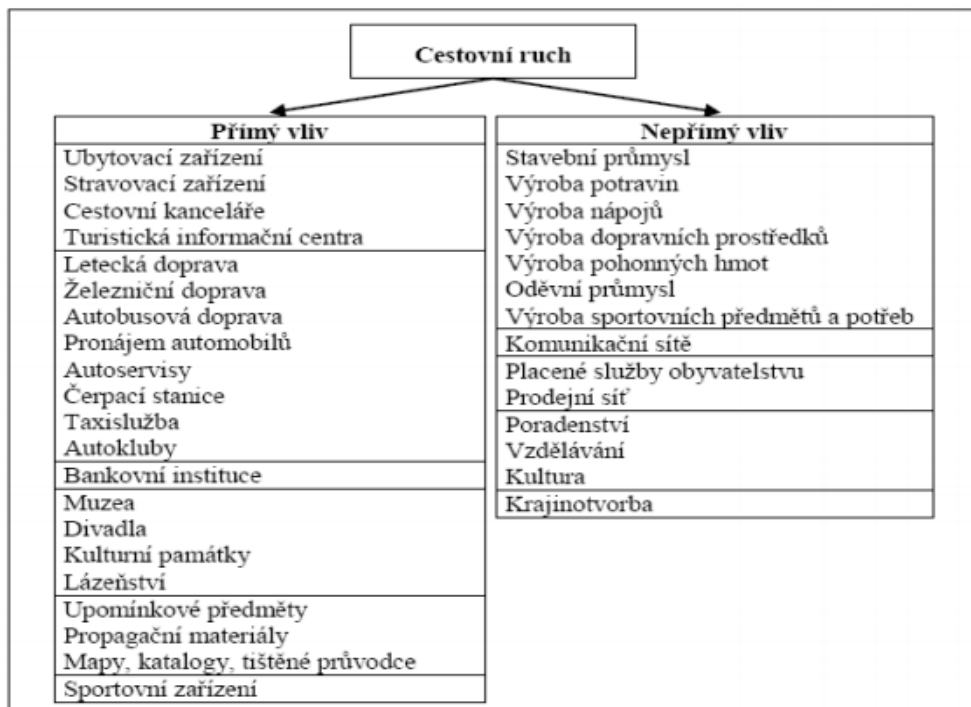 Cestovní ruch
Přímý vliv
Ubytovací zařízení
Stravovací zařízení
Cestovní kanceláře
Turistická informační centra
Letecká doprava
Železniční doprava
Autobusová doprava
Pronájem automobilů
Autoservisy
Čerpací stanice
Taxislužba
Autokluby
Bankovní instituce
Muzea
Divadla
Kulturní památky
Lázeňství
Upomínkové předměty
Propagační materiály
Mapy, katalogy, tištěné průvodce
Sportovní zařízení
Nepřímý vliv
Stavební průmysl
Výroba potravin
Výroba nápojů
Výroba dopravních prostředků
Výroba pohonných hmot
Oděvní průmysl
Výroba sportovních předmětů a potřeb
Komunikační sítě
Placené služby obyvatelstvu
Prodejní síť
Poradenství
Vzdělávání
Kultura
Krajinotvorba